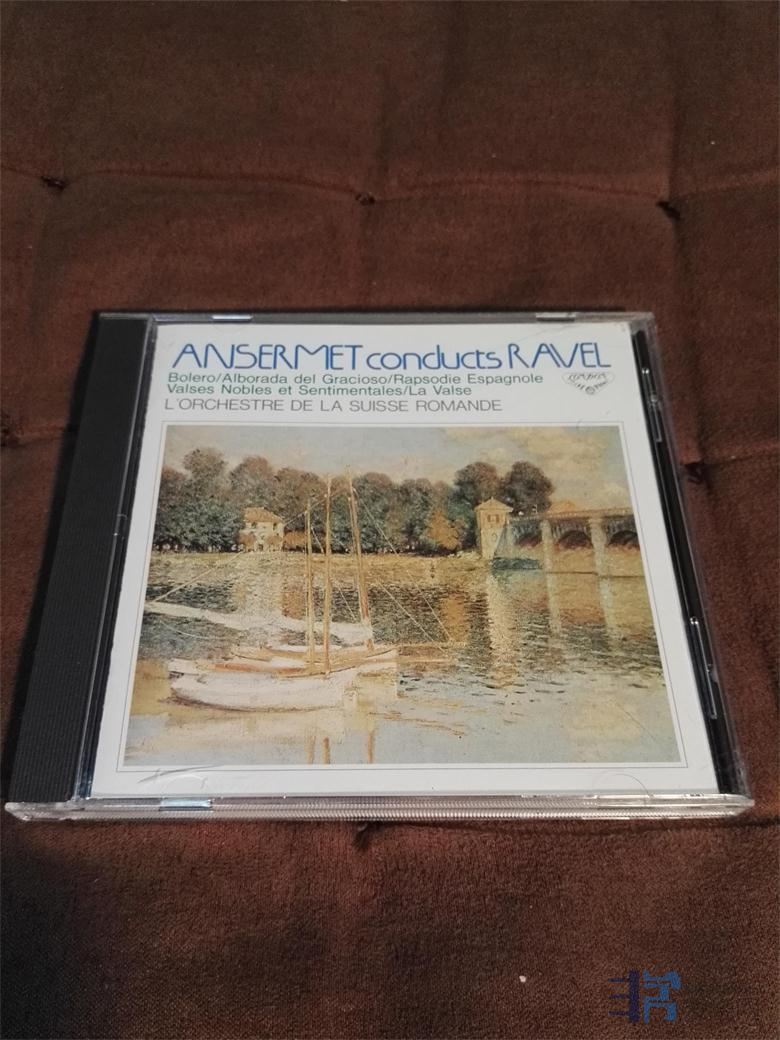 ANSERMET conducts RAVEL
Bolero/Alborada del Gracioso/Rapsodie Espagnole
Valses Nobles et Sentimentales/La Valse
L'ORCHESTRE DE LA SUISSE ROMANDE
LONDON